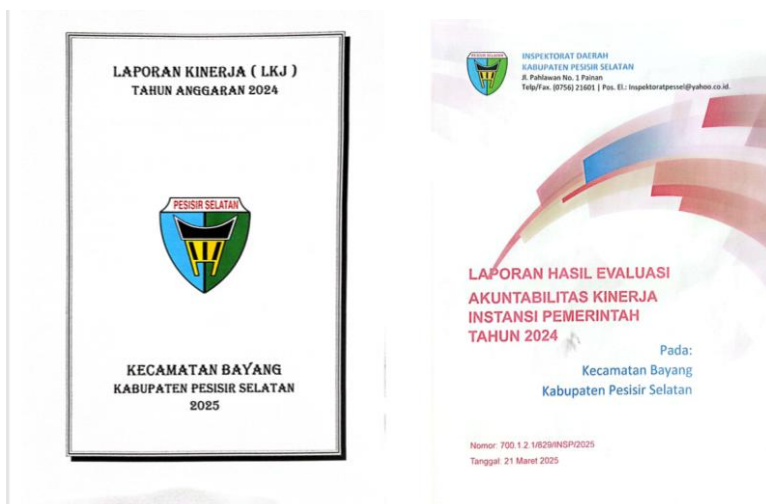 LAPORAN KINERJA ( LKJ )
TAHUN ANGGARAN 2024
PESISIR SELATAN
KECAMATAN BAYANG
KABUPATEN PESISIR SELATAN
2025
PESISIR SELATAN
INSPEKTORAT DAERAH
KABUPATEN PESISIR SELATAN
Jl. Pahlawan No. 1 Painan
Telp/Fax. (0756) 21601 | Pos. El.: Inspektoratpessel@yahoo.co.id.
LAPORAN HASIL EVALUASI
AKUNTABILITAS KINERJA
INSTANSI PEMERINTAH
TAHUN 2024
Pada:
Kecamatan Bayang
Kabupaten Pesisir Selatan
Nomor: 700.1.2.1/829/INSP/2025
Tanggal: 21 Maret 2025